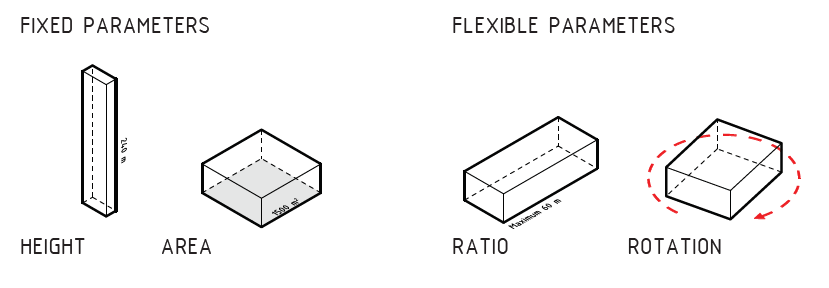 FIXED PARAMETERS
FLEXIBLE PARAMETERS
240 m
1500 m²
Maximum 60 m
HEIGHT
AREA
RATIO
ROTATION